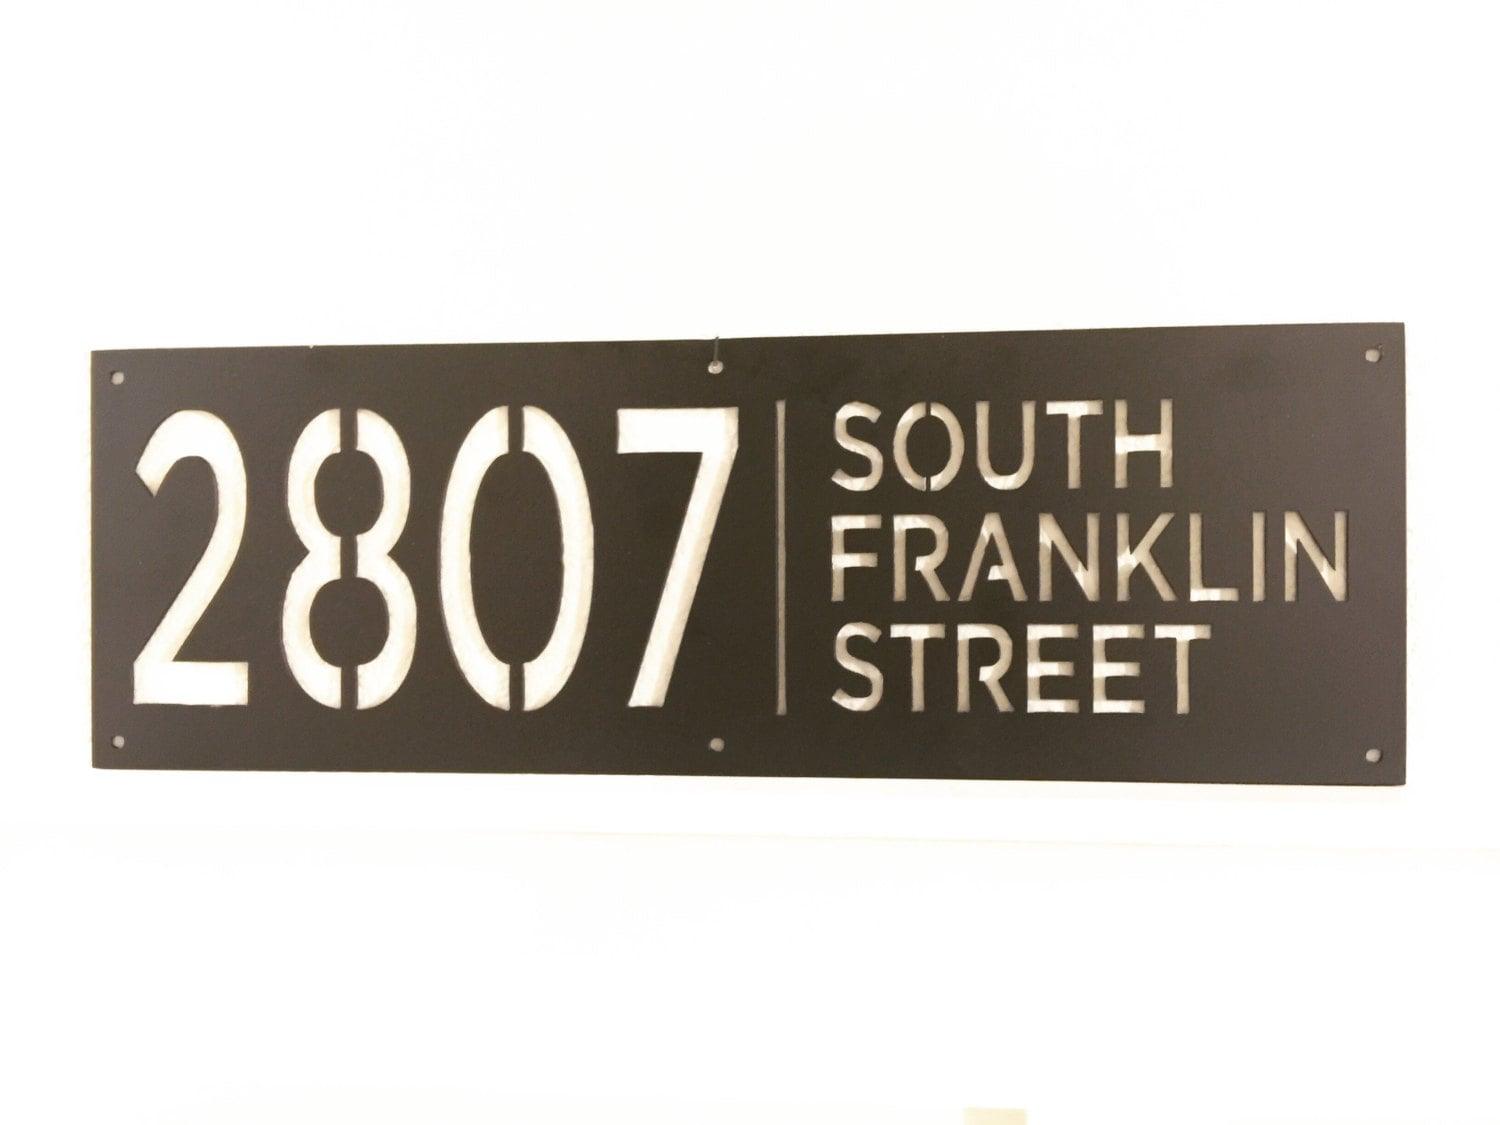 2807
SOUTH
FRANKLIN
STREET